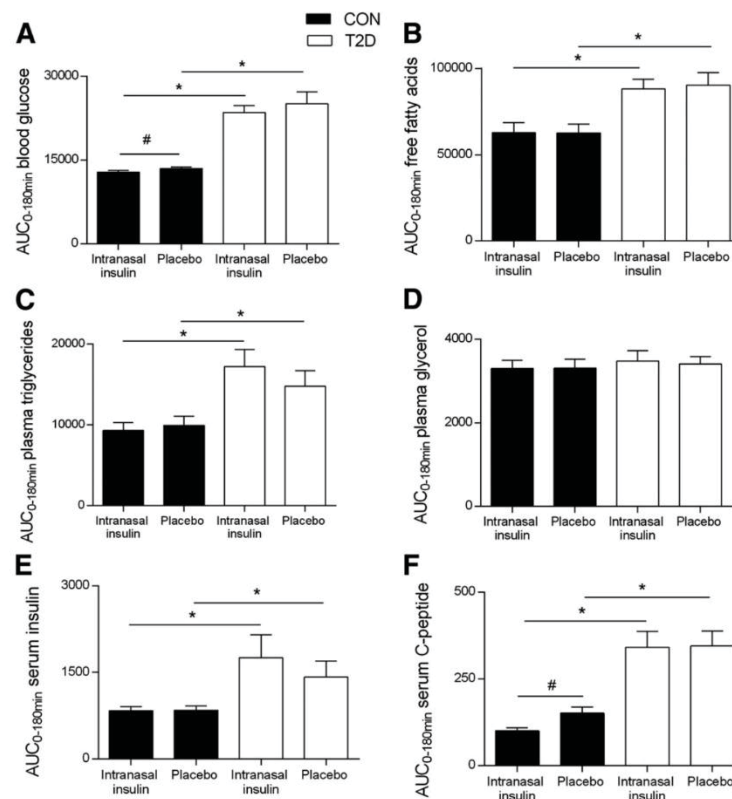 CON
T2D
A
AUC0-180min blood glucose
30000
15000
0
*
*
#
Intranasal insulin
Placebo
Intranasal insulin
Placebo
B
AUC0-180min free fatty acids
100000
50000
0
*
*
Intranasal insulin
Placebo
Intranasal insulin
Placebo
C
AUC0-180min plasma triglycerides
20000
10000
0
*
*
Intranasal insulin
Placebo
Intranasal insulin
Placebo
D
AUC0-180min plasma glycerol
4000
2000
0
Intranasal insulin
Placebo
Intranasal insulin
Placebo
E
AUC0-180min serum insulin
3000
1500
0
*
*
Intranasal insulin
Placebo
Intranasal insulin
Placebo
F
AUC0-180min serum C-peptide
500
250
0
*
*
#
Intranasal insulin
Placebo
Intranasal insulin
Placebo